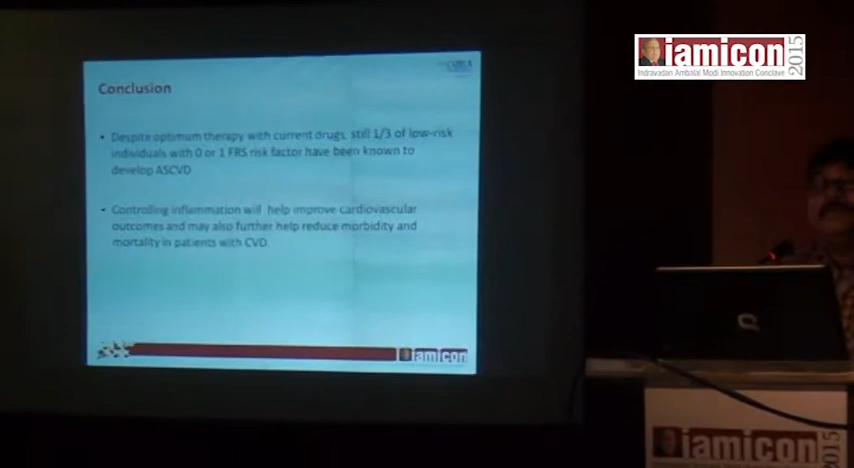 iamicon
2015
Indravadan Ambalal Modi Innovation Conclave
Conclusion
• Despite optimum therapy with current drugs, still 1/3 of low-risk
individuals with 0 or 1 FRS risk factor have been known to
develop ASCVD
• Controlling inflammation will help improve cardiovascular
outcomes and may also further help reduce morbidity and
mortality in patients with CVD.
iamicon
iamicon
2015